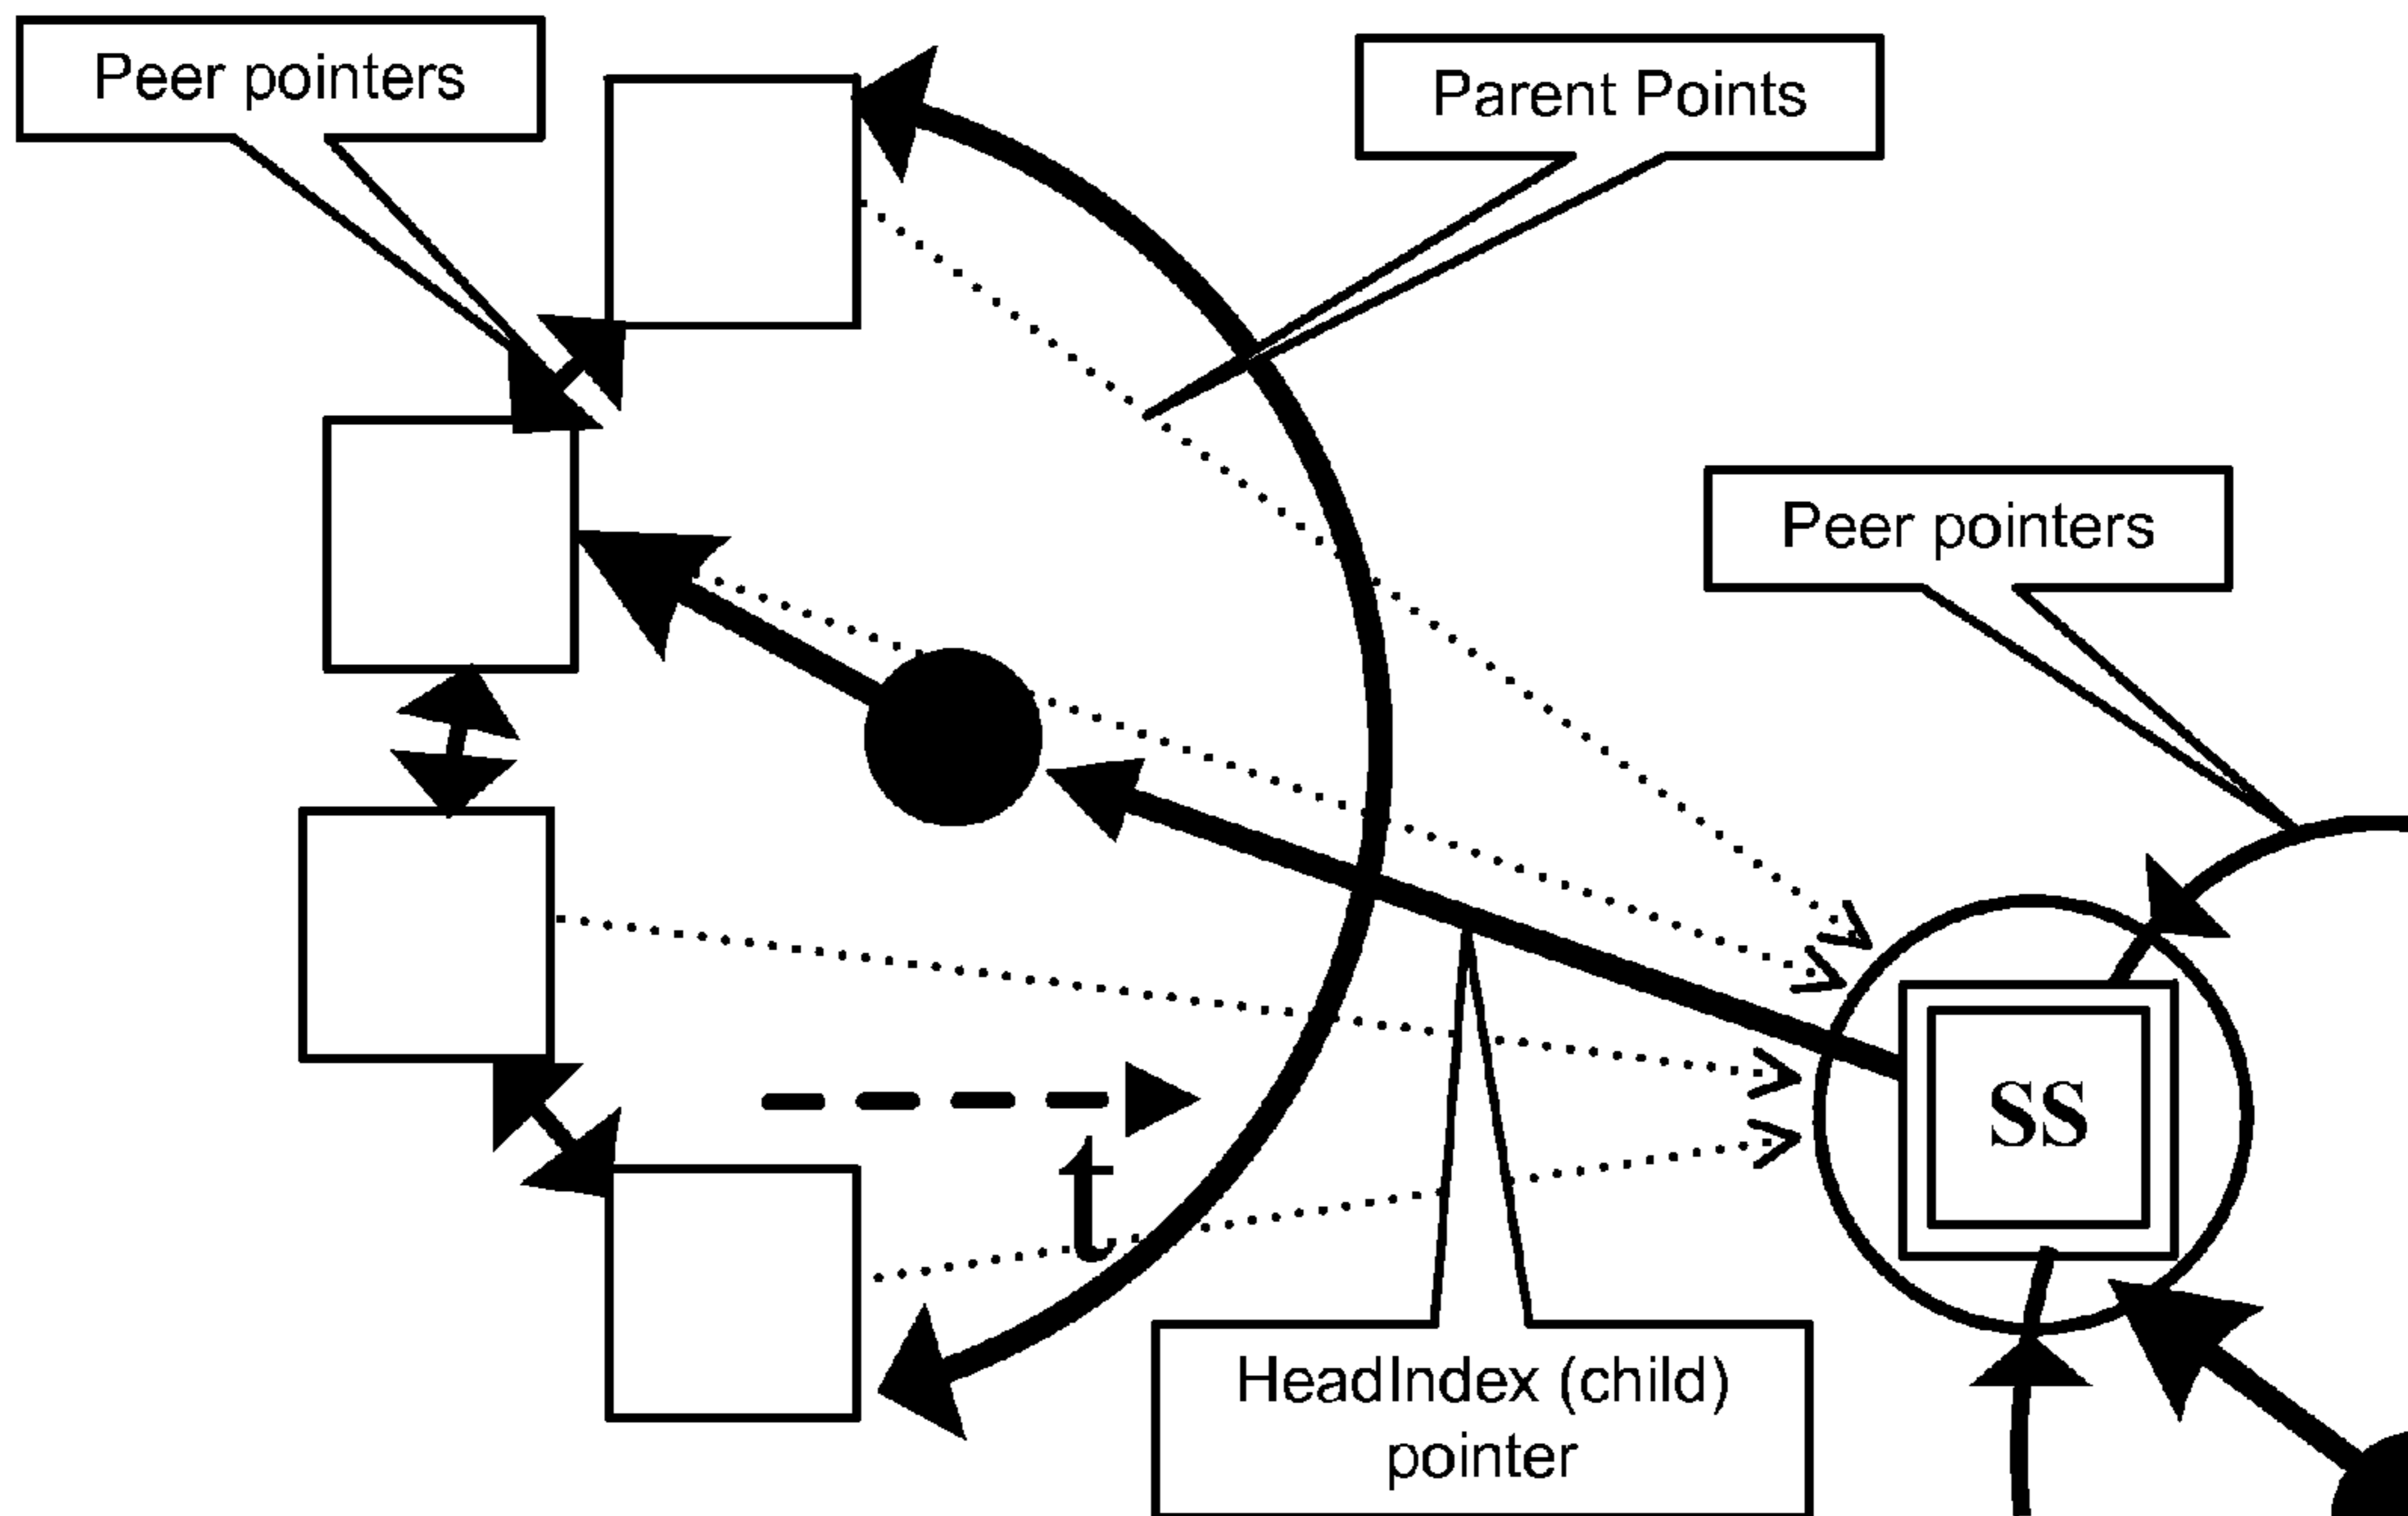 Peer pointers
Parent Points
Peer pointers
SS
t
HeadIndex (child)
pointer